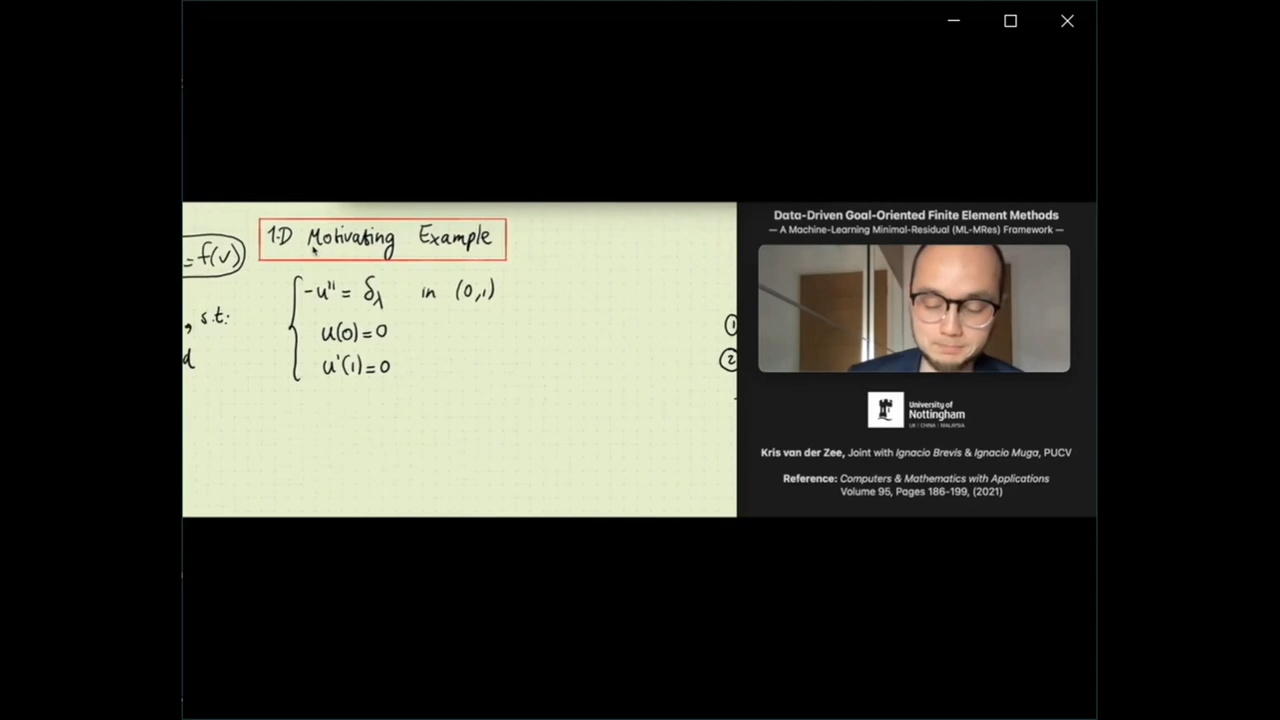 = f(v)
, s.t:
d
1-D Motivating Example
-u'' = δλ in (0,1)
u(0)=0
u'(1)=0
①
②
Data-Driven Goal-Oriented Finite Element Methods
— A Machine-Learning Minimal-Residual (ML-MRes) Framework —
University of
Nottingham
UK | CHINA | MALAYSIA
Kris van der Zee, Joint with Ignacio Brevis & Ignacio Muga, PUCV
Reference: Computers & Mathematics with Applications
Volume 95, Pages 186-199, (2021)